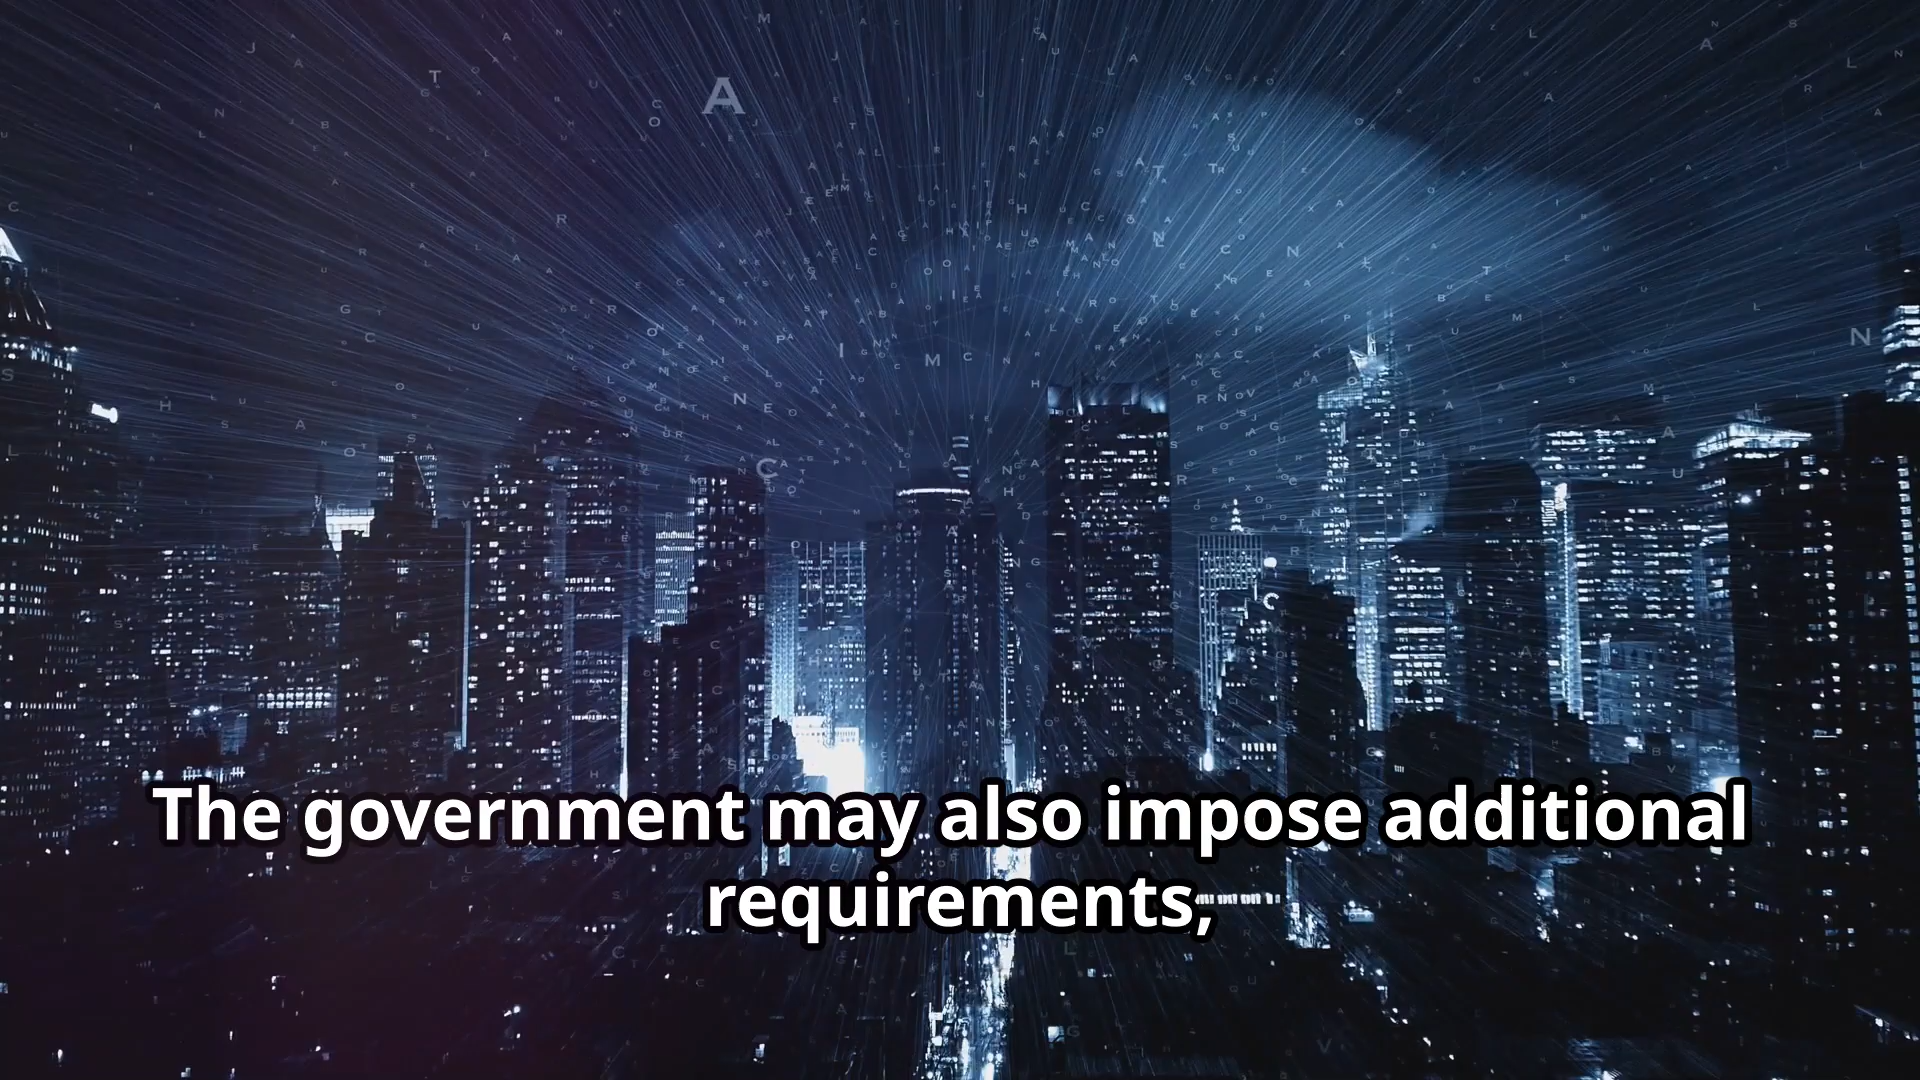 The government may also impose additional
requirements,